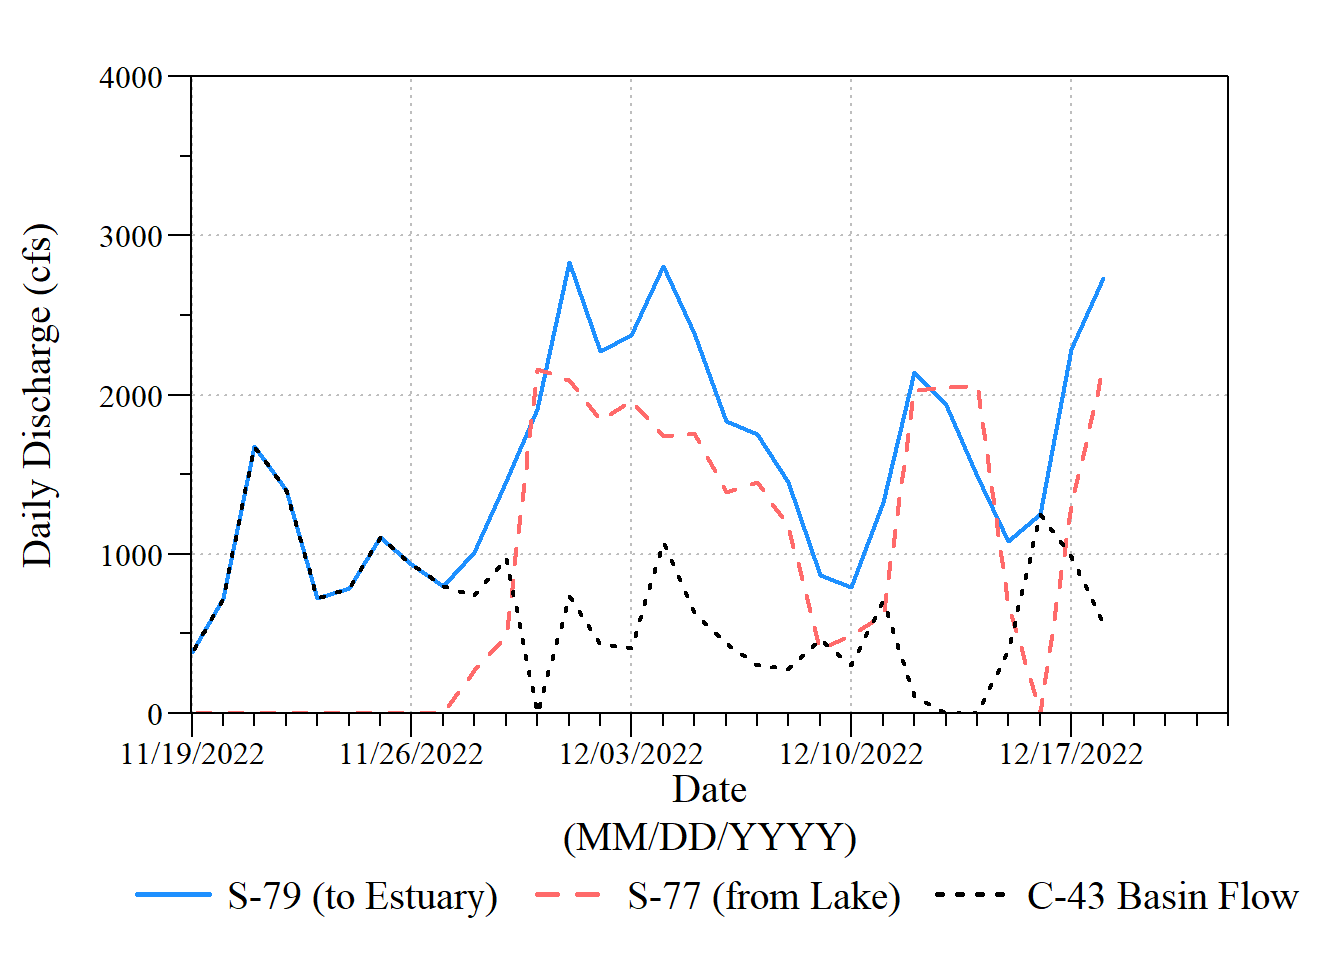 4000
3000
2000
1000
0
Daily Discharge (cfs)
11/19/2022 11/26/2022 12/03/2022 12/10/2022 12/17/2022
Date
(MM/DD/YYYY)
S-79 (to Estuary) S-77 (from Lake) C-43 Basin Flow